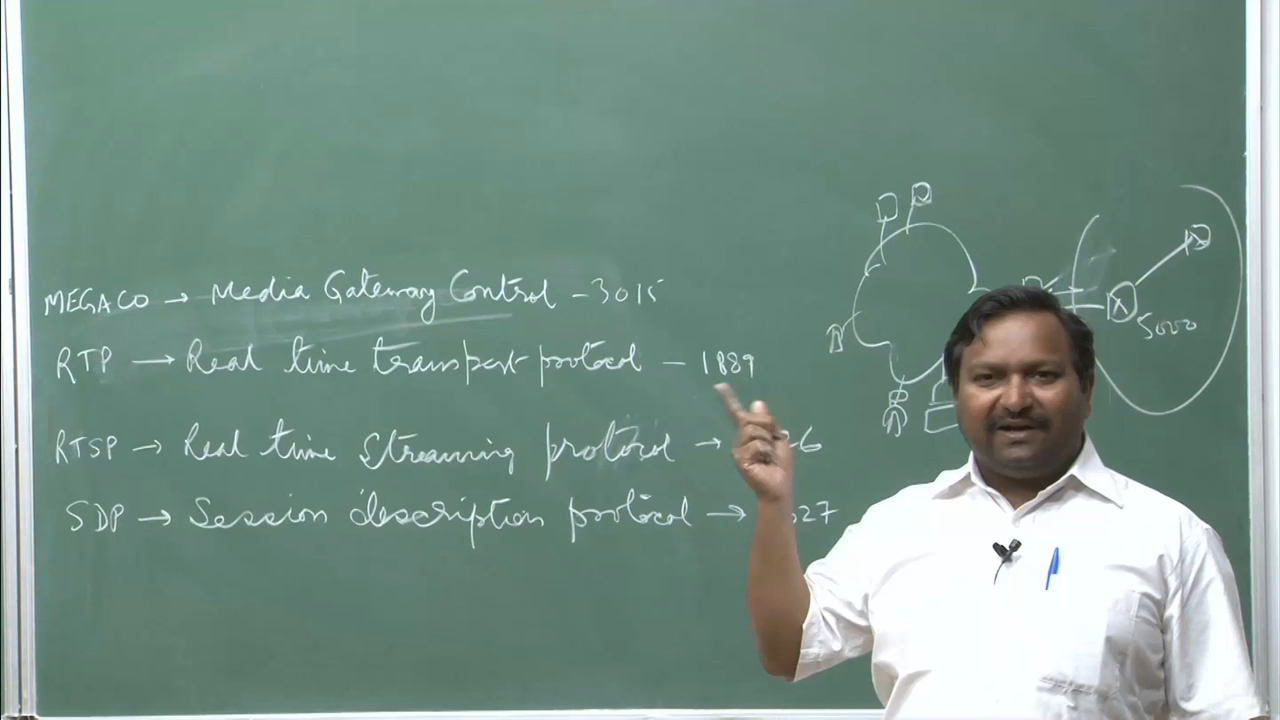 MEGACO → Media Gateway Control - 3015
RTP → Real time transport protocol - 1889
RTSP → Real time Streaming protocol →
SDP → Session description protocol →
5000